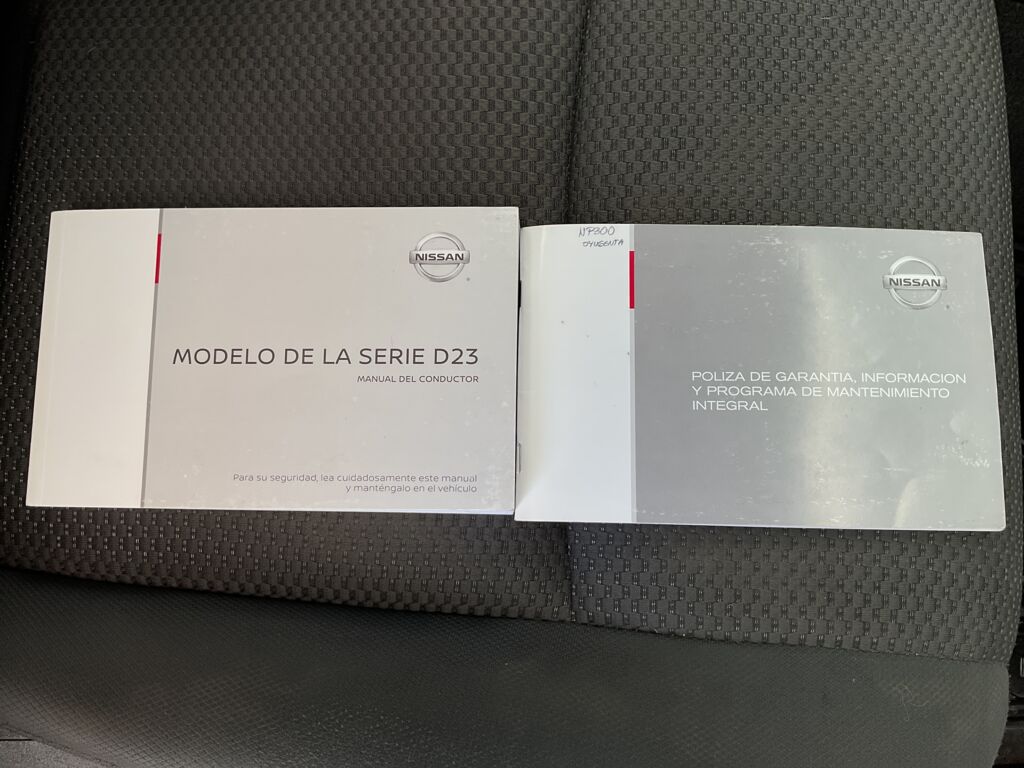 NISSAN
MODELO DE LA SERIE D23
MANUAL DEL CONDUCTOR
Para su seguridad, lea cuidadosamente este manual
y manténgalo en el vehículo
NP300
NISSAN
POLIZA DE GARANTIA, INFORMACION
Y PROGRAMA DE MANTENIMIENTO
INTEGRAL